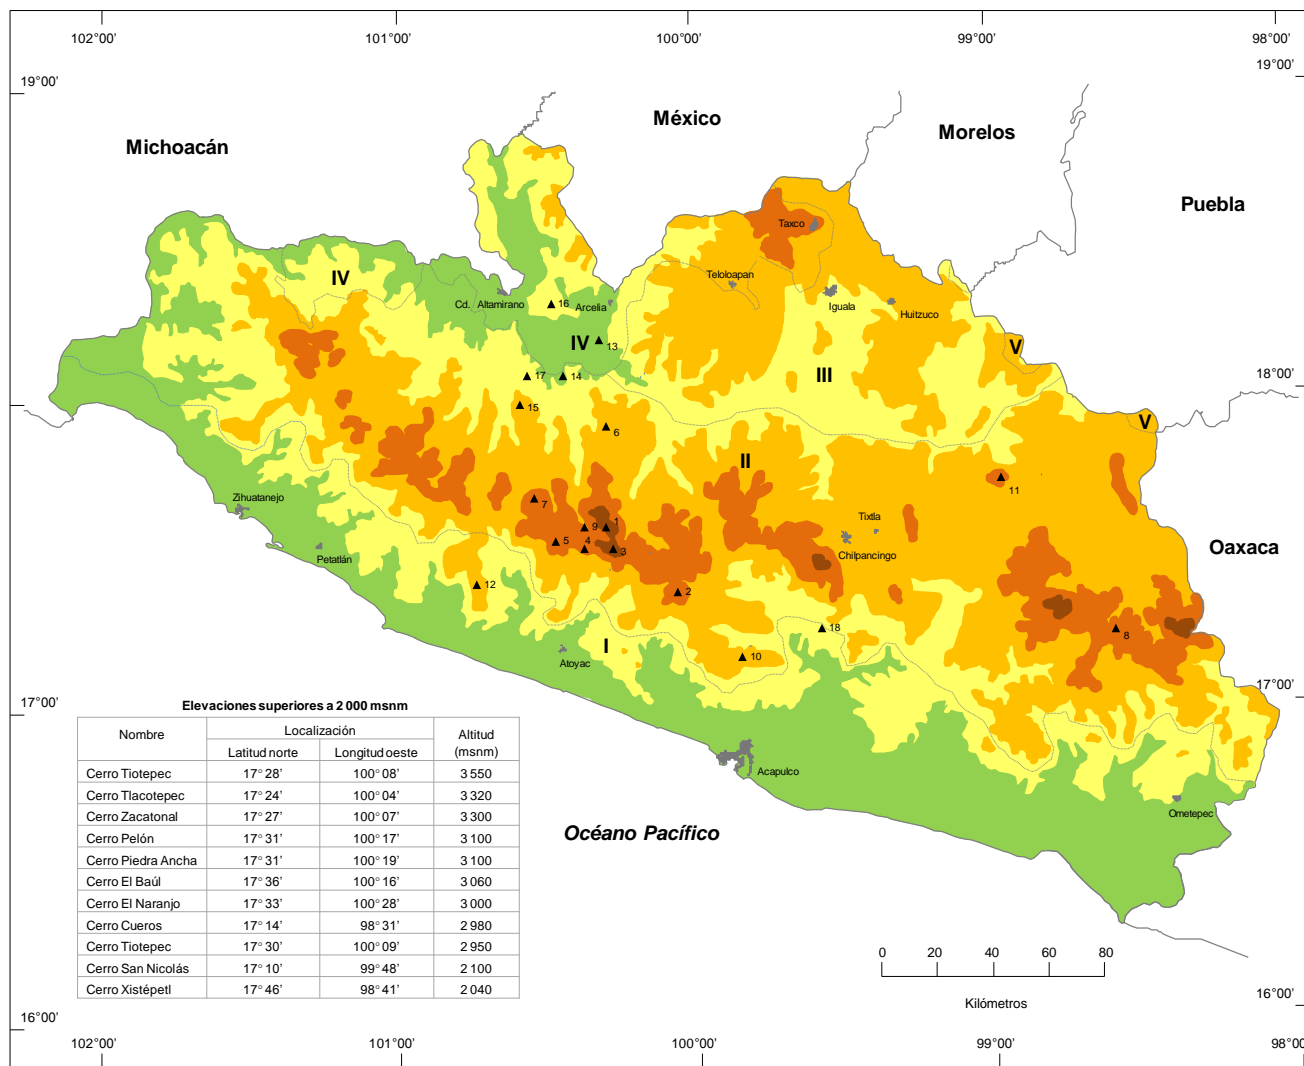 102°00' 101°00' 100°00' 99°00' 98°00'
19°00' 19°00'
México
Morelos
Michoacán
Puebla
Taxco
IV
Teloloapan
Cd. Altamirano
16
Arcelia
Iguala
Huitzuco
IV
13
V
17
14
III
18°00'
15
6
V
II
11
Zihuatanejo
7
Tixtla
9
1
5
4
3
Chilpancingo
Oaxaca
Petatlán
12
2
18
8
I
10
Atoyac
17°00'
17°00'
Acapulco
Ometepec
Océano Pacífico
Elevaciones superiores a 2 000 msnm
Nombre Localización Altitud (msnm)
Latitud norte Longitud oeste
Cerro Tiotepec 17° 28' 100° 08' 3 550
Cerro Tlacotepec 17° 24' 100° 04' 3 320
Cerro Zacatonal 17° 27' 100° 07' 3 300
Cerro Pelón 17° 31' 100° 17' 3 100
Cerro Piedra Ancha 17° 31' 100° 19' 3 100
Cerro El Baúl 17° 36' 100° 16' 3 060
Cerro El Naranjo 17° 33' 100° 28' 3 000
Cerro Cueros 17° 14' 98° 31' 2 980
Cerro Tiotepec 17° 30' 100° 09' 2 950
Cerro San Nicolás 17° 10' 99° 48' 2 100
Cerro Xistépetl 17° 46' 98° 41' 2 040
0 20 40 60 80
Kilómetros
16°00'
16°00'
102°00' 101°00' 100°00' 99°00' 98°00'